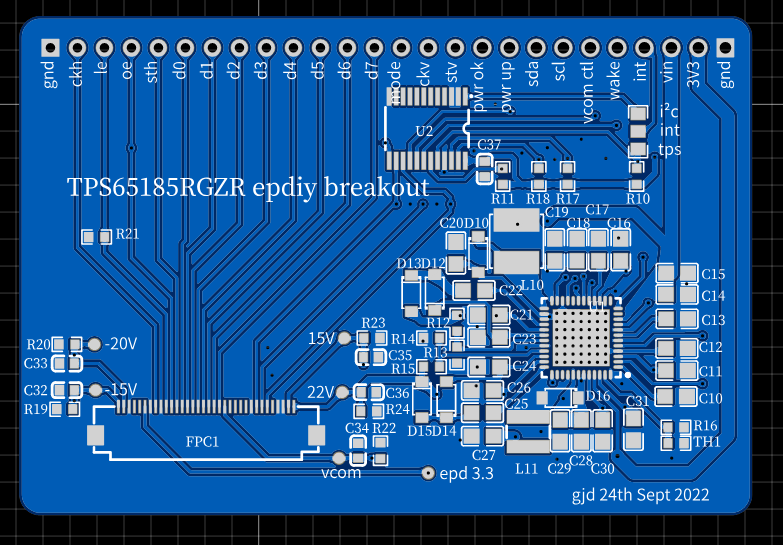 gnd ckh le oe sth d0 d1 d2 d3 d4 d5 d6 d7 mode ckv stv pwr ok pwr up sda scl vcom ctl wake int vin 3V3 gnd
i²c
U2 int
C37 tps
TPS65185RGZR epdiy breakout
R11 R18 R17 R10
C20 D10 C19 C18 C17 C16
R21
D13 D12 L10 C15
C22 C14
C21 C13
R23 R12
R20 -20V 15V R14 C23 C12
C33 C35 R13
R15 C24 C11
C32 -15V 22V C36 C26 D16 C10
R19 R24 C25 C31
FPC1 C34 R22 D15 D14 R16
C27 L11 C29 C28 C30 TH1
vcom epd 3.3
gjd 24th Sept 2022